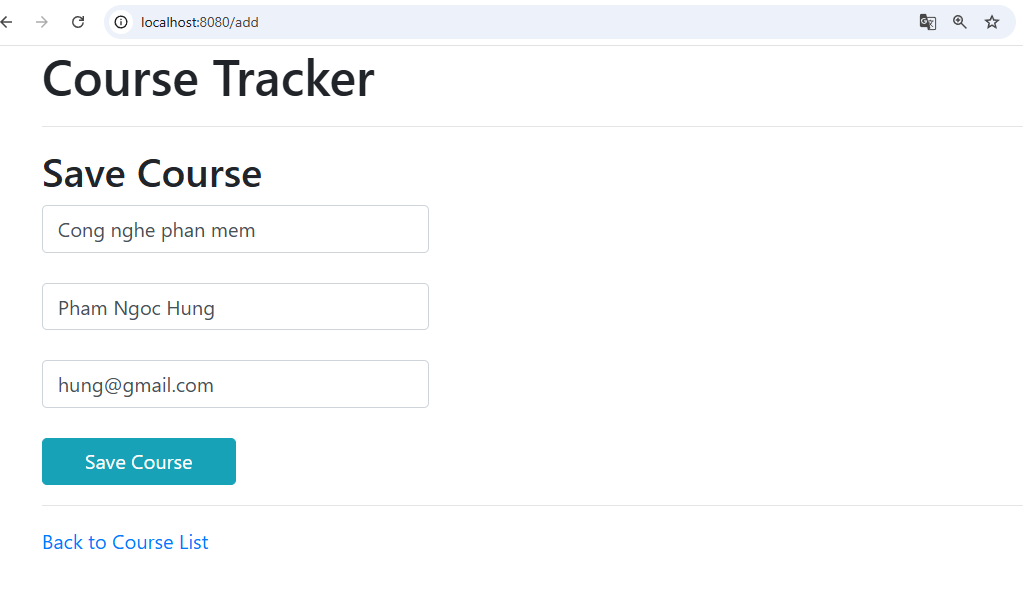 localhost:8080/add
Course Tracker
Save Course
Cong nghe phan mem
Pham Ngoc Hung
hung@gmail.com
Save Course
Back to Course List